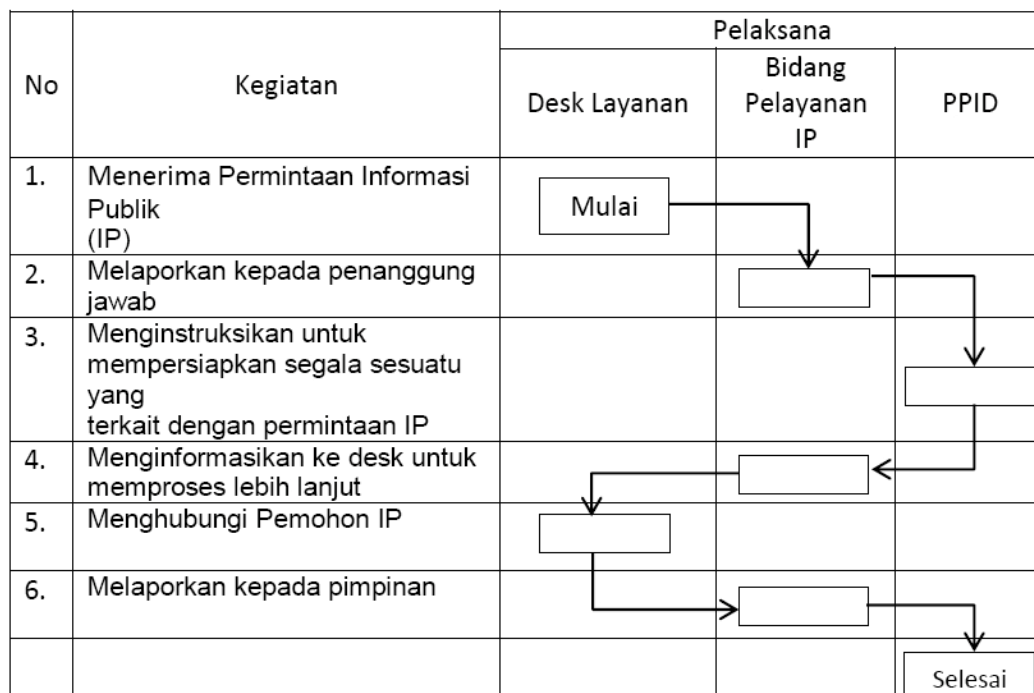 Pelaksana
No
Kegiatan
Desk Layanan
Bidang
Pelayanan
IP
PPID
1.
Menerima Permintaan Informasi
Publik
(IP)
Mulai
2.
Melaporkan kepada penanggung
jawab
3.
Menginstruksikan untuk
mempersiapkan segala sesuatu
yang
terkait dengan permintaan IP
4.
Menginformasikan ke desk untuk
memproses lebih lanjut
5.
Menghubungi Pemohon IP
6.
Melaporkan kepada pimpinan
Selesai